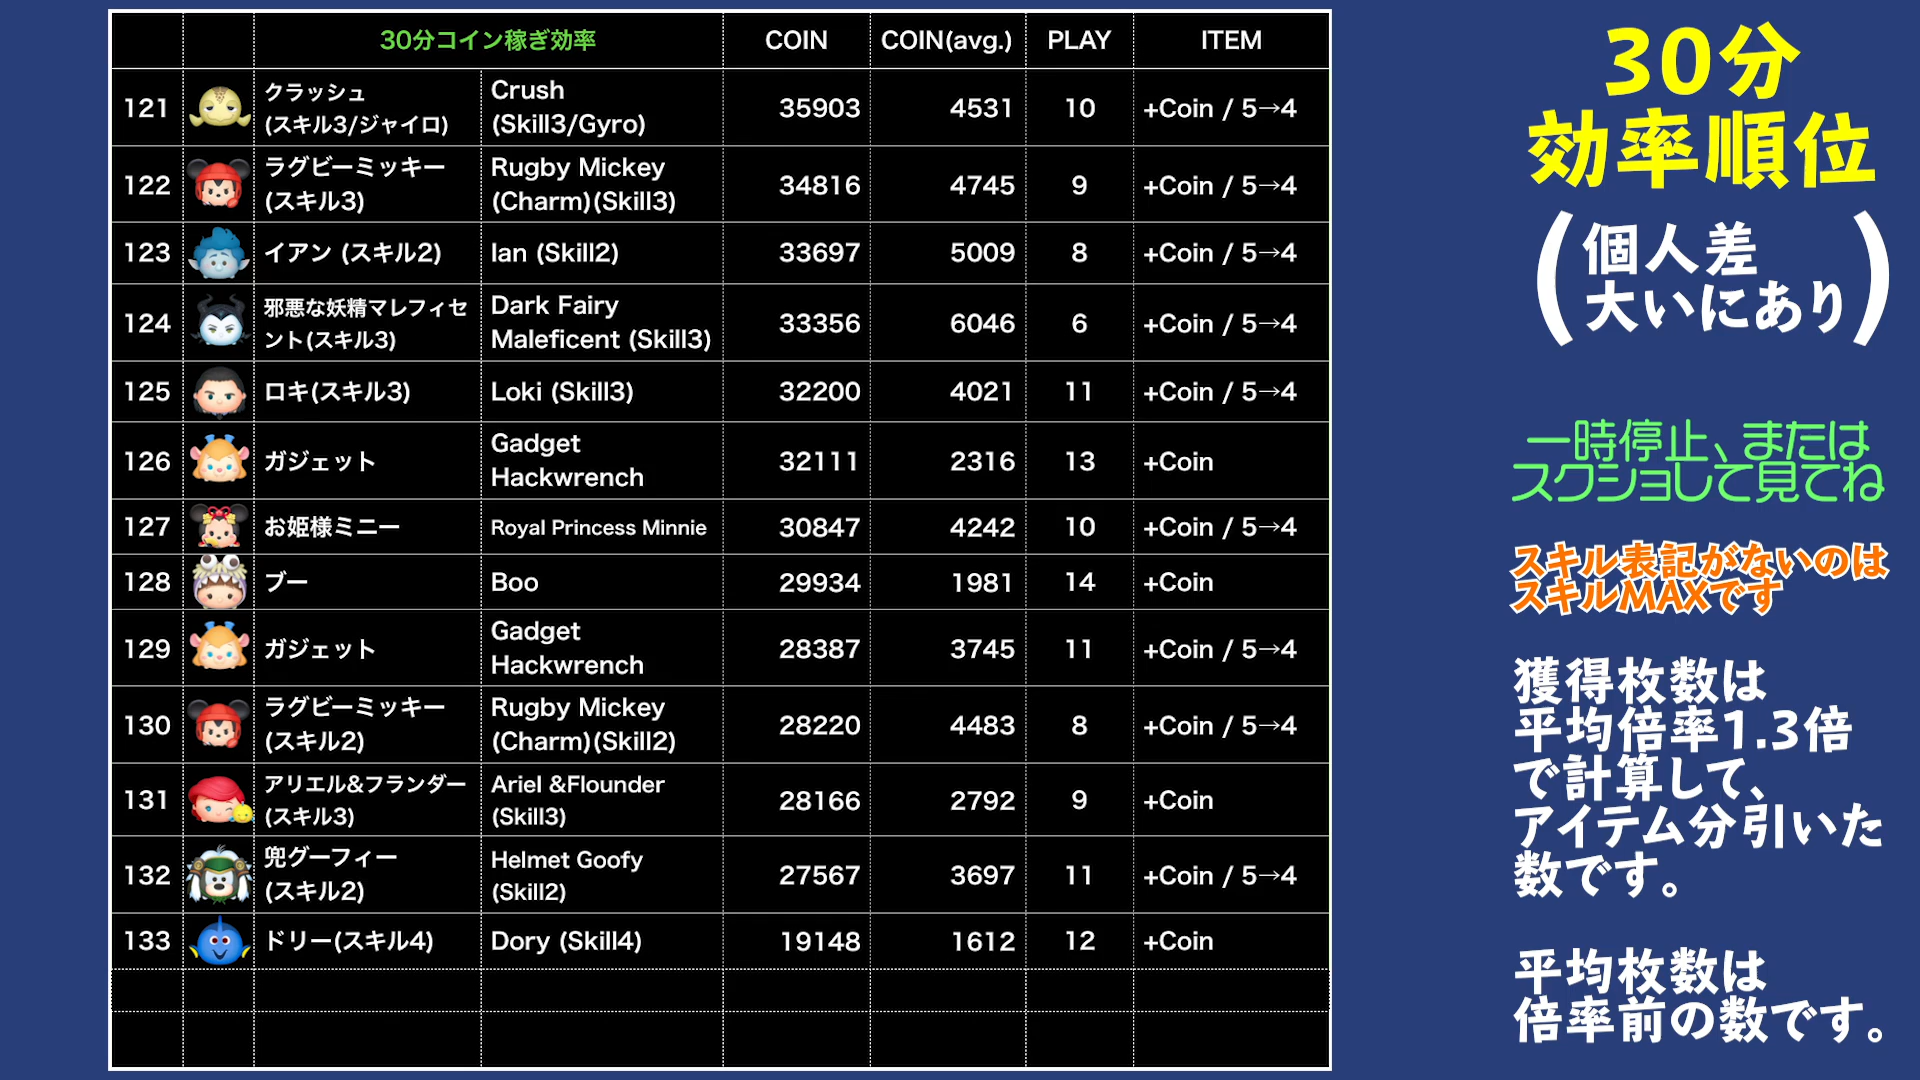 30分コイン稼ぎ効率 COIN COIN(avg.) PLAY ITEM
121 クラッシュ (スキル3/ジャイロ) Crush (Skill3/Gyro) 35903 4531 10 +Coin / 5→4
122 ラグビーミッキー (スキル3) Rugby Mickey (Charm)(Skill3) 34816 4745 9 +Coin / 5→4
123 イアン (スキル2) Ian (Skill2) 33697 5009 8 +Coin / 5→4
124 邪悪な妖精マレフィセント(スキル3) Dark Fairy Maleficent (Skill3) 33356 6046 6 +Coin / 5→4
125 ロキ(スキル3) Loki (Skill3) 32200 4021 11 +Coin / 5→4
126 ガジェット Gadget Hackwrench 32111 2316 13 +Coin
127 お姫様ミニー Royal Princess Minnie 30847 4242 10 +Coin / 5→4
128 ブー Boo 29934 1981 14 +Coin
129 ガジェット Gadget Hackwrench 28387 3745 11 +Coin / 5→4
130 ラグビーミッキー (スキル2) Rugby Mickey (Charm)(Skill2) 28220 4483 8 +Coin / 5→4
131 アリエル&フランダー (スキル3) Ariel &Flounder (Skill3) 28166 2792 9 +Coin
132 兜グーフィー (スキル2) Helmet Goofy (Skill2) 27567 3697 11 +Coin / 5→4
133 ドリー(スキル4) Dory (Skill4) 19148 1612 12 +Coin
30分
効率順位
(個人差
大いにあり)
一時停止、または
スクショして見てね
スキル表記がないのは
スキルMAXです
獲得枚数は
平均倍率1.3倍
で計算して、
アイテム分引いた
数です。
平均枚数は
倍率前の数です。